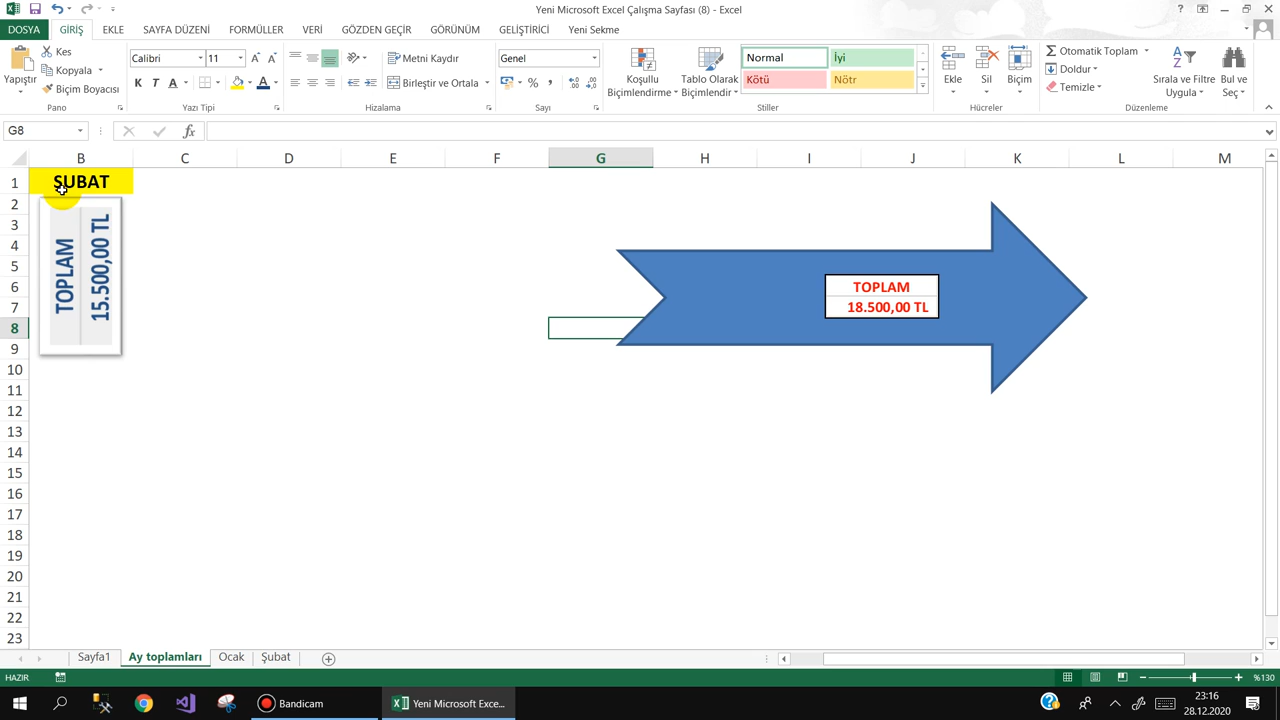 Yeni Microsoft Excel Çalışma Sayfası (8) - Excel
DOSYA GİRİŞ EKLE SAYFA DÜZENİ FORMÜLLER VERİ GÖZDEN GEÇİR GÖRÜNÜM GELİŞTİRİCİ Yeni Sekme
Yapıştır
Kes
Kopyala
Biçim Boyacısı
Pano
Calibri 11
K T A
Yazı Tipi
Metni Kaydır
Birleştir ve Ortala
Hizalama
Genel
Sayı
Koşullu Biçimlendirme
Tablo Olarak Biçimlendir
Normal İyi
Kötü Nötr
Stiller
Ekle Sil Biçim
Hücreler
Otomatik Toplam
Doldur
Temizle
Sırala ve Filtre Uygula
Bul ve Seç
Düzenleme
G8
fx
B C D E F G H I J K L M
1 ŞUBAT
2
3
4
5
6
7
8
9
10
11
12
13
14
15
16
17
18
19
20
21
22
23
TOPLAM
15.500,00 TL
TOPLAM
18.500,00 TL
Sayfa1 Ay toplamları Ocak Şubat
HAZIR %130
Bandicam Yeni Microsoft Exce...
23:16
28.12.2020